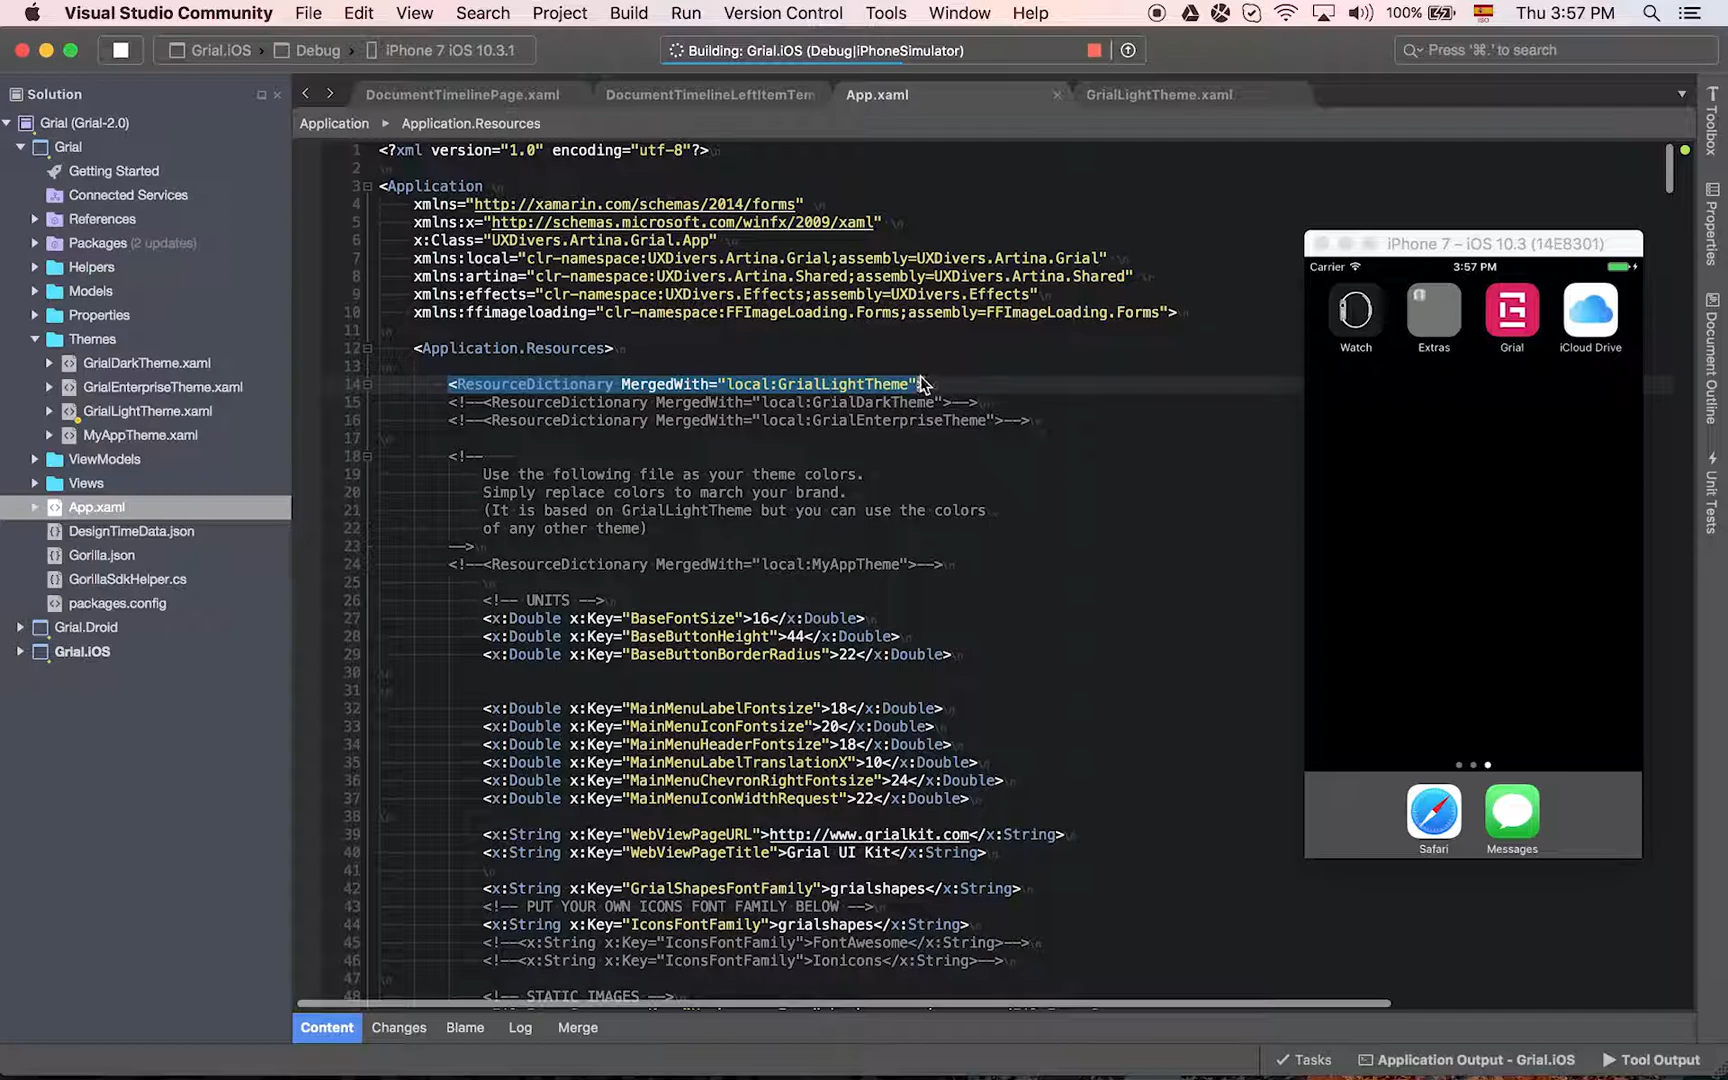 Visual Studio Community File Edit View Search Project Build Run Version Control Tools Window Help 100% ISO Thu 3:57 PM
Grial.iOS > Debug > iPhone 7 iOS 10.3.1 Building: Grial.iOS (Debug|iPhoneSimulator) Press '⌘.' to search
Solution
Grial (Grial-2.0)
Grial
Getting Started
Connected Services
References
Packages (2 updates)
Helpers
Models
Properties
Themes
GrialDarkTheme.xaml
GrialEnterpriseTheme.xaml
GrialLightTheme.xaml
MyAppTheme.xaml
ViewModels
Views
App.xaml
DesignTimeData.json
Gorilla.json
GorillaSdkHelper.cs
packages.config
Grial.Droid
Grial.iOS
DocumentTimelinePage.xaml DocumentTimelineLeftItemTem App.xaml GrialLightTheme.xaml
Application Application.Resources
1 <?xml version="1.0" encoding="utf-8"?>
2
3 <Application
4 xmlns="http://xamarin.com/schemas/2014/forms"
5 xmlns:x="http://schemas.microsoft.com/winfx/2009/xaml"
6 x:Class="UXDivers.Artina.Grial.App"
7 xmlns:local="clr-namespace:UXDivers.Artina.Grial;assembly=UXDivers.Artina.Grial"
8 xmlns:artina="clr-namespace:UXDivers.Artina.Shared;assembly=UXDivers.Artina.Shared"
9 xmlns:effects="clr-namespace:UXDivers.Effects;assembly=UXDivers.Effects"
10 xmlns:ffimageloading="clr-namespace:FFImageLoading.Forms;assembly=FFImageLoading.Forms">
11
12 <Application.Resources>
13
14 <ResourceDictionary MergedWith="local:GrialLightTheme">
15 <!--<ResourceDictionary MergedWith="local:GrialDarkTheme">-->
16 <!--<ResourceDictionary MergedWith="local:GrialEnterpriseTheme">-->
17
18 <!--
19 Use the following file as your theme colors.
20 Simply replace colors to march your brand.
21 (It is based on GrialLightTheme but you can use the colors
22 of any other theme)
23 -->
24 <!--<ResourceDictionary MergedWith="local:MyAppTheme">-->
25
26 <!-- UNITS -->
27 <x:Double x:Key="BaseFontSize">16</x:Double>
28 <x:Double x:Key="BaseButtonHeight">44</x:Double>
29 <x:Double x:Key="BaseButtonBorderRadius">22</x:Double>
30
31
32 <x:Double x:Key="MainMenuLabelFontsize">18</x:Double>
33 <x:Double x:Key="MainMenuIconFontsize">20</x:Double>
34 <x:Double x:Key="MainMenuHeaderFontsize">18</x:Double>
35 <x:Double x:Key="MainMenuLabelTranslationX">10</x:Double>
36 <x:Double x:Key="MainMenuChevronRightFontsize">24</x:Double>
37 <x:Double x:Key="MainMenuIconWidthRequest">22</x:Double>
38
39 <x:String x:Key="WebViewPageURL">http://www.grialkit.com</x:String>
40 <x:String x:Key="WebViewPageTitle">Grial UI Kit</x:String>
41
42 <x:String x:Key="GrialShapesFontFamily">grialshapes</x:String>
43 <!-- PUT YOUR OWN ICONS FONT FAMILY BELOW -->
44 <x:String x:Key="IconsFontFamily">grialshapes</x:String>
45 <!--<x:String x:Key="IconsFontFamily">FontAwesome</x:String>-->
46 <!--<x:String x:Key="IconsFontFamily">Ionicons</x:String>-->
47
48 <!-- STATIC IMAGES -->
Content Changes Blame Log Merge
iPhone 7 – iOS 10.3 (14E8301)
Carrier 3:57 PM
Watch Extras Grial iCloud Drive
Safari Messages
Toolbox
Properties
Document Outline
Unit Tests
Tasks Application Output - Grial.iOS Tool Output